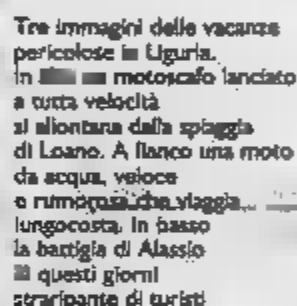 Tre immagini delle vacanze
pericolose in Liguria.
In motoscafo lanciato
a tutta velocità
si allontana dalla spiaggia
di Loano. A fianco una moto
da acqua, veloce
e rumorosa che viaggia
lungocosta. In basso
la battigia di Alassio
in questi giorni
straripante di turisti